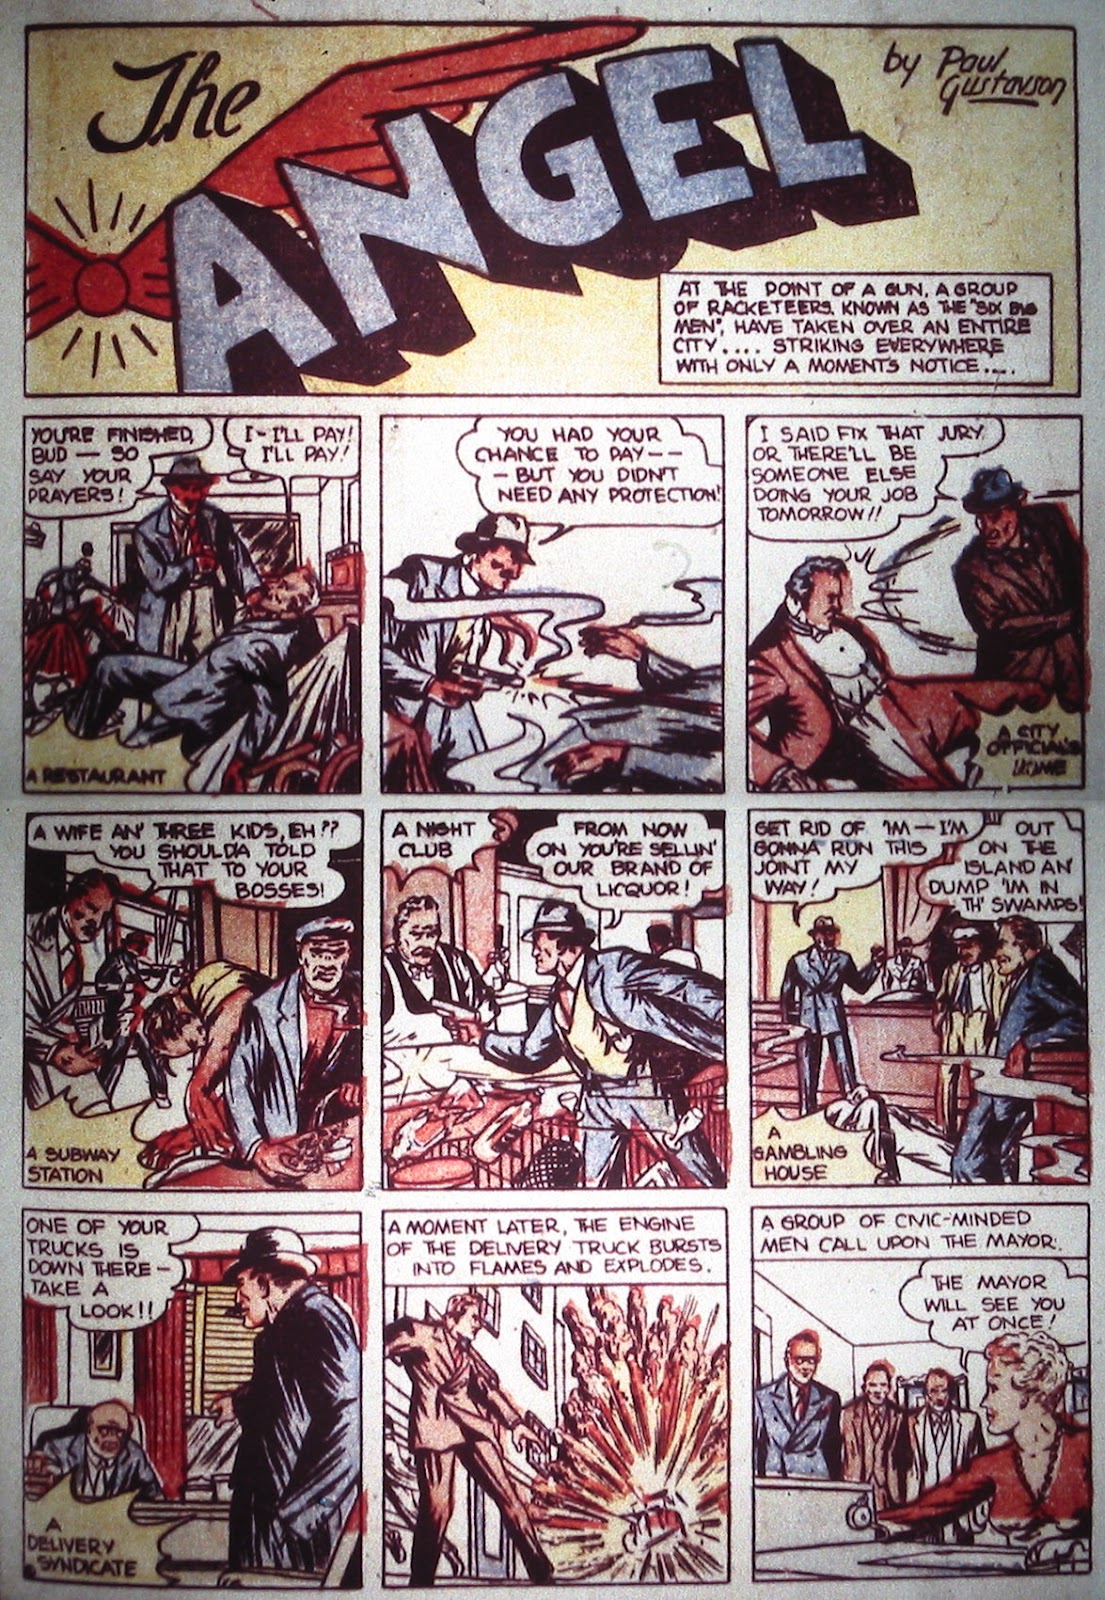 The
ANGEL
by Paul
Gustavson
AT THE POINT OF A GUN, A GROUP
OF RACKETEERS, KNOWN AS THE "SIX BIG
MEN", HAVE TAKEN OVER AN ENTIRE
CITY.... STRIKING EVERYWHERE
WITH ONLY A MOMENT'S NOTICE....
YOU'RE FINISHED,
BUD — SO
SAY YOUR
PRAYERS!
I-I'LL PAY!
I'LL PAY!
A RESTAURANT
YOU HAD YOUR
CHANCE TO PAY--
-BUT YOU DIDN'T
NEED ANY PROTECTION!
I SAID FIX THAT JURY
OR THERE'LL BE
SOMEONE ELSE
DOING YOUR JOB
TOMORROW!!
A CITY
OFFICIAL'S
HOME
A WIFE AN' THREE KIDS, EH??
YOU SHOULDA TOLD
THAT TO YOUR
BOSSES!
A SUBWAY
STATION
A NIGHT
CLUB
FROM NOW
ON YOU'RE SELLIN'
OUR BRAND OF
LICQUOR!
GET RID OF 'IM — I'M
GONNA RUN THIS
JOINT MY
WAY!
OUT
ON THE
ISLAND AN'
DUMP 'IM IN
TH' SWAMPS!
A
GAMBLING
HOUSE
ONE OF YOUR
TRUCKS IS
DOWN THERE —
TAKE A
LOOK!!
A
DELIVERY
SYNDICATE
A MOMENT LATER, THE ENGINE
OF THE DELIVERY TRUCK BURSTS
INTO FLAMES AND EXPLODES.
A GROUP OF CIVIC-MINDED
MEN CALL UPON THE MAYOR.
THE MAYOR
WILL SEE YOU
AT ONCE!